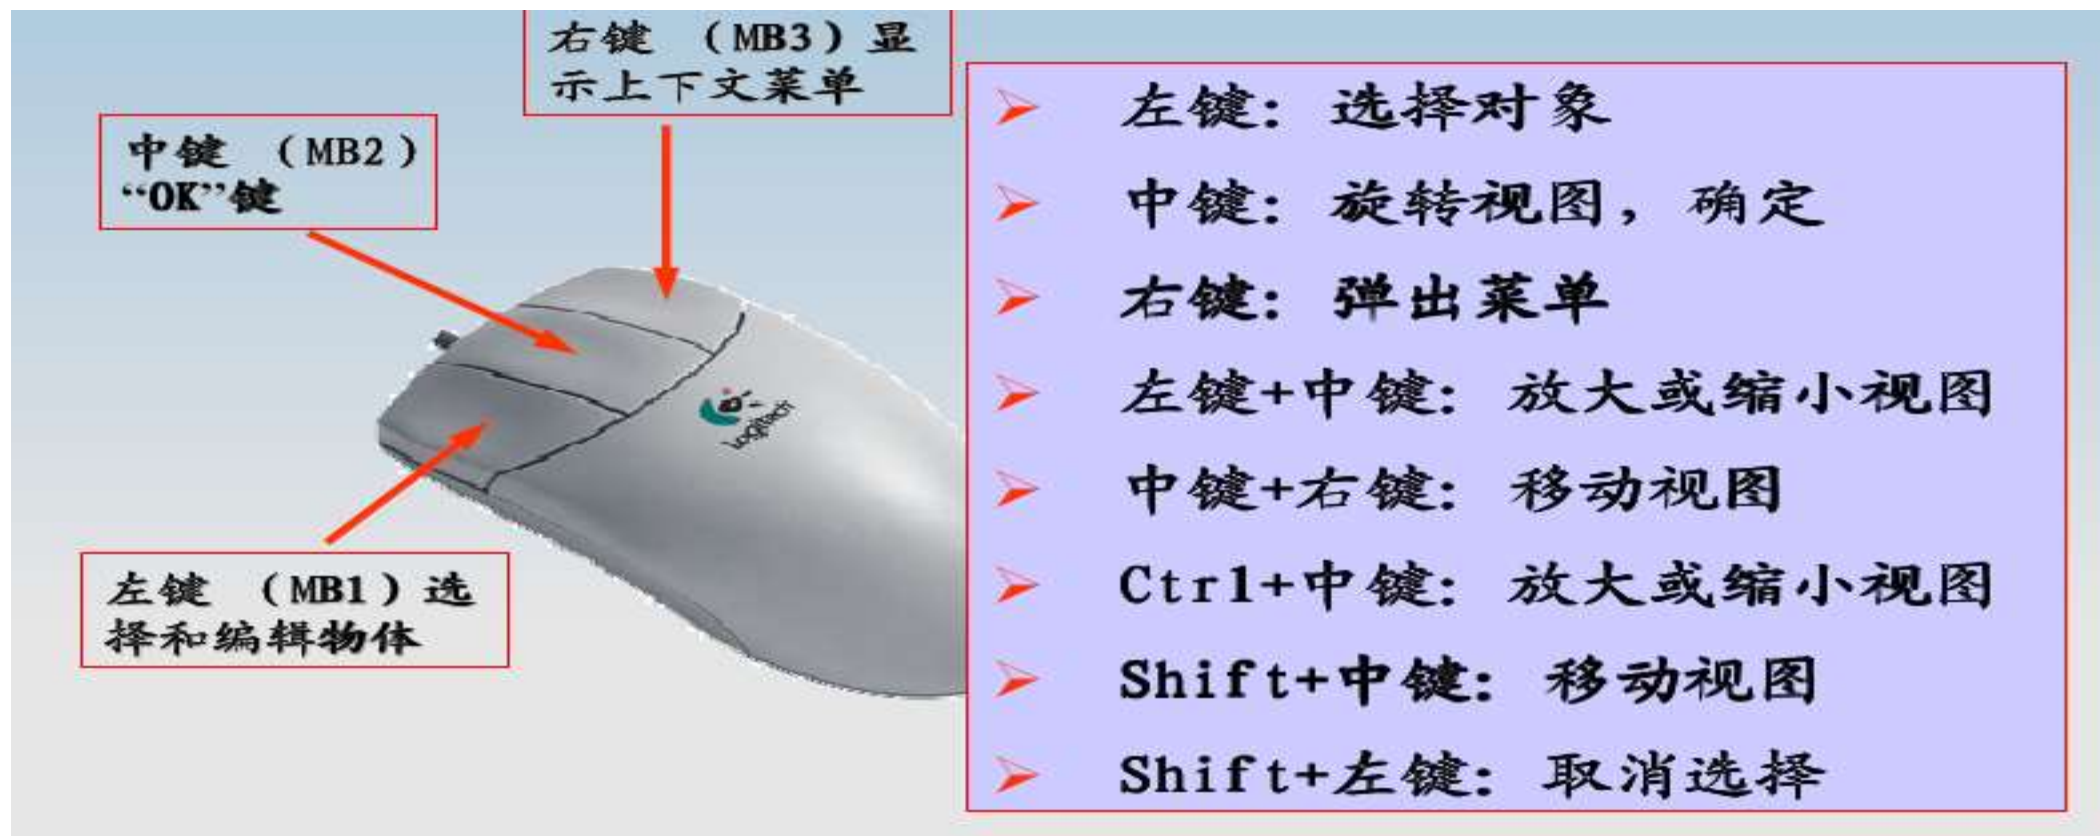 右键 （MB3）显
示上下文菜单
中键 （MB2）
“OK”键
左键 （MB1）选
择和编辑物体
Logitech
左键：选择对象
中键：旋转视图，确定
右键：弹出菜单
左键+中键：放大或缩小视图
中键+右键：移动视图
Ctrl+中键：放大或缩小视图
Shift+中键：移动视图
Shift+左键：取消选择